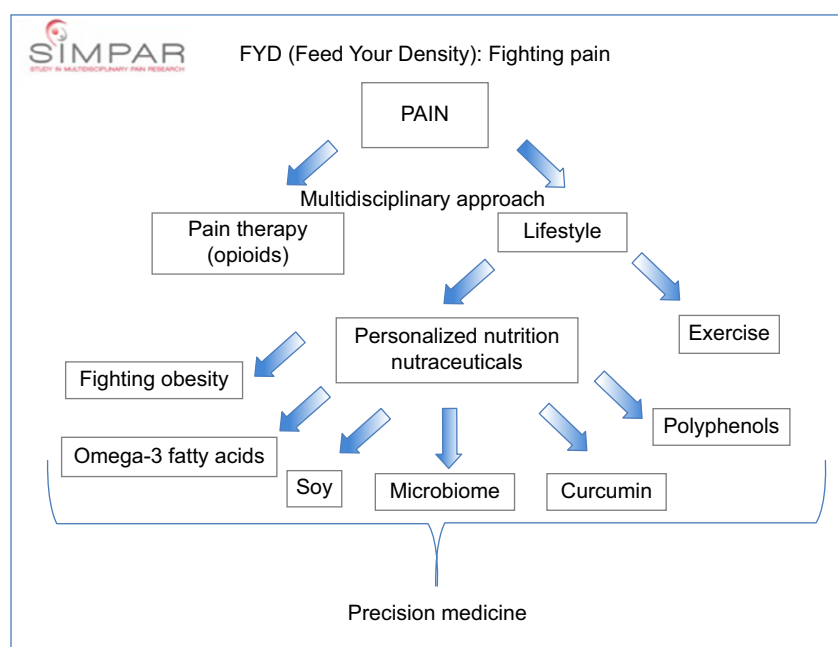 SIMPAR
STUDY IN MULTIDISCIPLINARY PAIN RESEARCH
FYD (Feed Your Density): Fighting pain
PAIN
Multidisciplinary approach
Pain therapy
(opioids)
Lifestyle
Personalized nutrition
nutraceuticals
Exercise
Fighting obesity
Polyphenols
Omega-3 fatty acids
Soy
Microbiome
Curcumin
Precision medicine